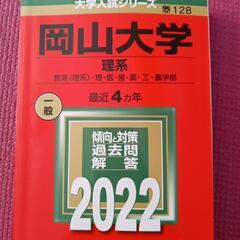 大学入試シリーズ
128
岡山大学
理系
教育〈理系〉・理・医・歯・薬・工・農学部
最近4カ年
一般
傾向と対策
過去問
解答
2022